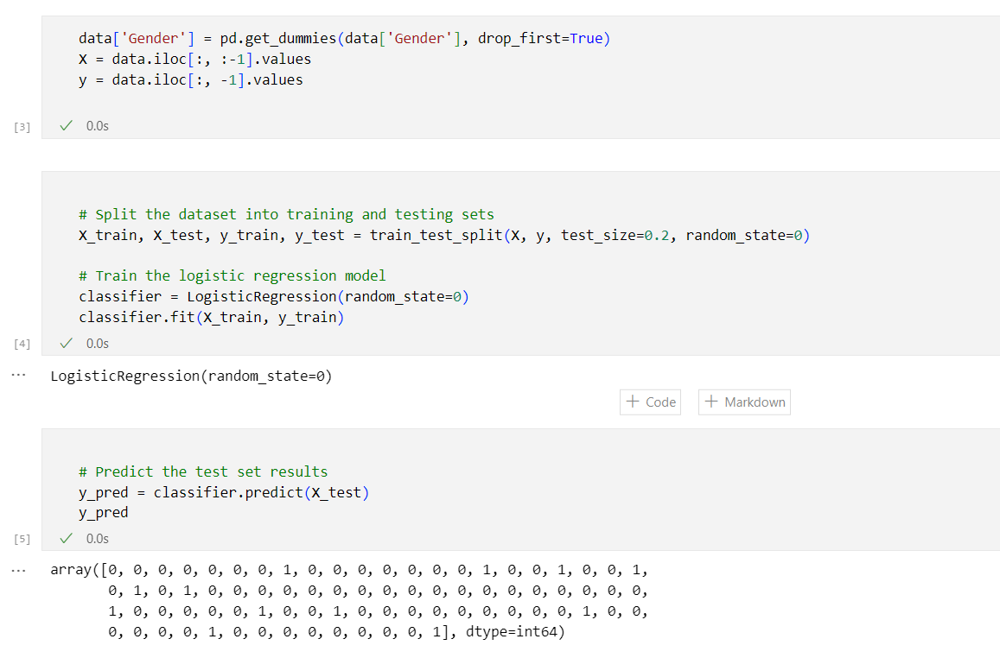 data['Gender'] = pd.get_dummies(data['Gender'], drop_first=True)
X = data.iloc[:, :-1].values
y = data.iloc[:, -1].values
[3]
0.0s
# Split the dataset into training and testing sets
X_train, X_test, y_train, y_test = train_test_split(X, y, test_size=0.2, random_state=0)
# Train the logistic regression model
classifier = LogisticRegression(random_state=0)
classifier.fit(X_train, y_train)
[4]
0.0s
... LogisticRegression(random_state=0)
+ Code + Markdown
# Predict the test set results
y_pred = classifier.predict(X_test)
y_pred
[5]
0.0s
... array([0, 0, 0, 0, 0, 0, 0, 1, 0, 0, 0, 0, 0, 0, 0, 1, 0, 0, 1, 0, 0, 1,
0, 1, 0, 1, 0, 0, 0, 0, 0, 0, 0, 0, 0, 0, 0, 0, 0, 0, 0, 0, 0, 0,
1, 0, 0, 0, 0, 0, 1, 0, 0, 1, 0, 0, 0, 0, 0, 0, 0, 0, 0, 1, 0, 0,
0, 0, 0, 0, 1, 0, 0, 0, 0, 0, 0, 0, 0, 1], dtype=int64)